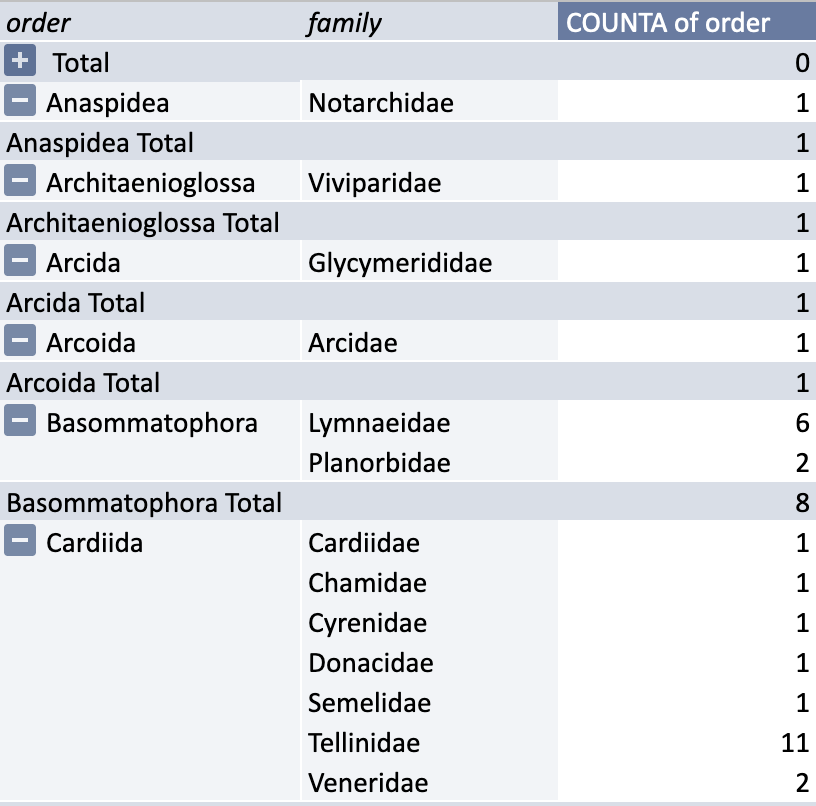 order family COUNTA of order
+ Total 0
− Anaspidea Notarchidae 1
Anaspidea Total 1
− Architaenioglossa Viviparidae 1
Architaenioglossa Total 1
− Arcida Glycymerididae 1
Arcida Total 1
− Arcoida Arcidae 1
Arcoida Total 1
− Basommatophora Lymnaeidae 6
Planorbidae 2
Basommatophora Total 8
− Cardiida Cardiidae 1
Chamidae 1
Cyrenidae 1
Donacidae 1
Semelidae 1
Tellinidae 11
Veneridae 2